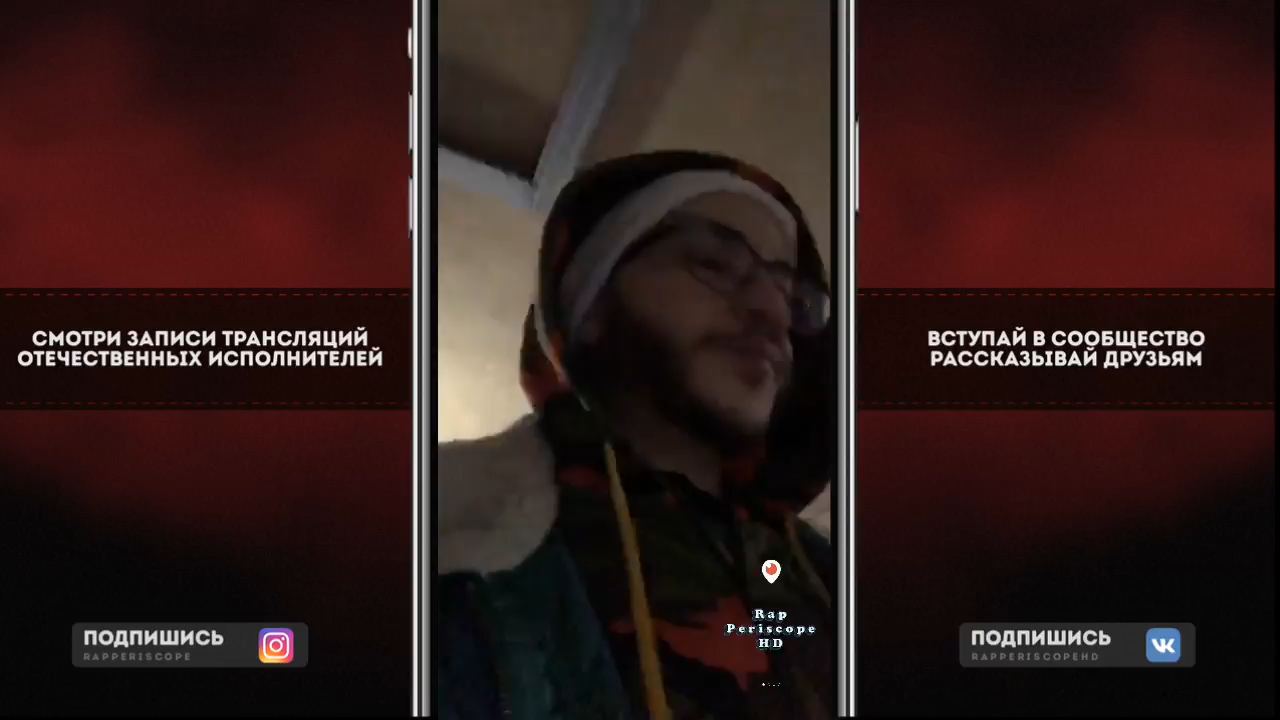 СМОТРИ ЗАПИСИ ТРАНСЛЯЦИЙ
ОТЕЧЕСТВЕННЫХ ИСПОЛНИТЕЛЕЙ
ВСТУПАЙ В СООБЩЕСТВО
РАССКАЗЫВАЙ ДРУЗЬЯМ
Rap
Periscope
HD
ПОДПИШИСЬ
RAPPERISCOPE
ПОДПИШИСЬ
RAPPERISCOPEHD